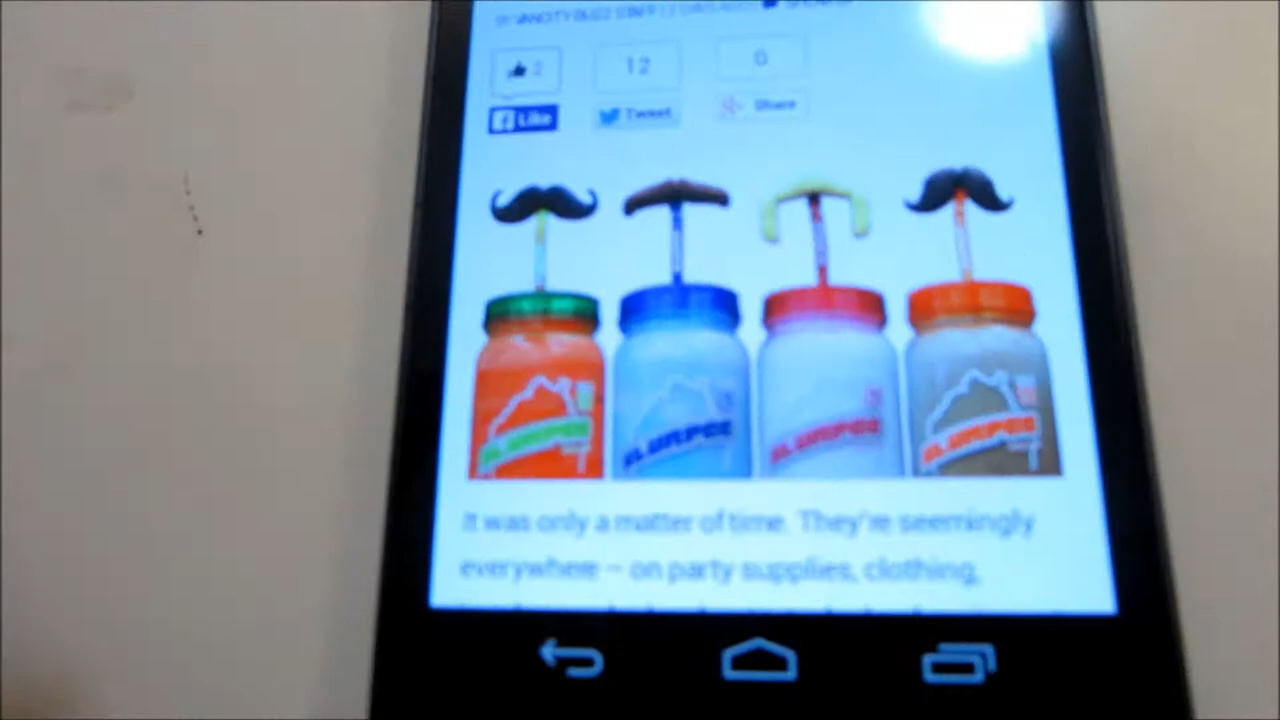 2 12 0
Like Tweet Share
SLURPEE SLURPEE SLURPEE SLURPEE
It was only a matter of time. They're seemingly
everywhere – on party supplies, clothing,